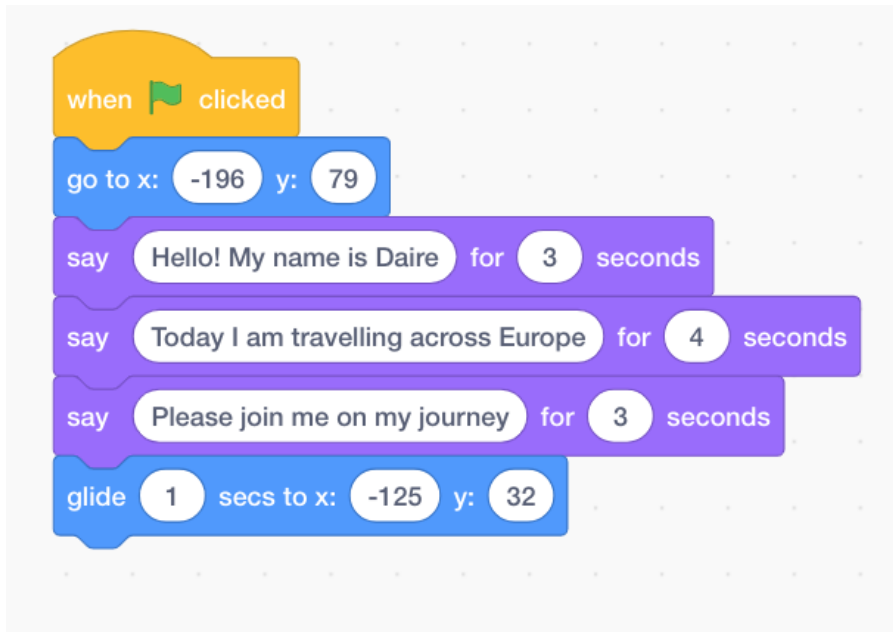 when clicked
go to x: -196 y: 79
say Hello! My name is Daire for 3 seconds
say Today I am travelling across Europe for 4 seconds
say Please join me on my journey for 3 seconds
glide 1 secs to x: -125 y: 32